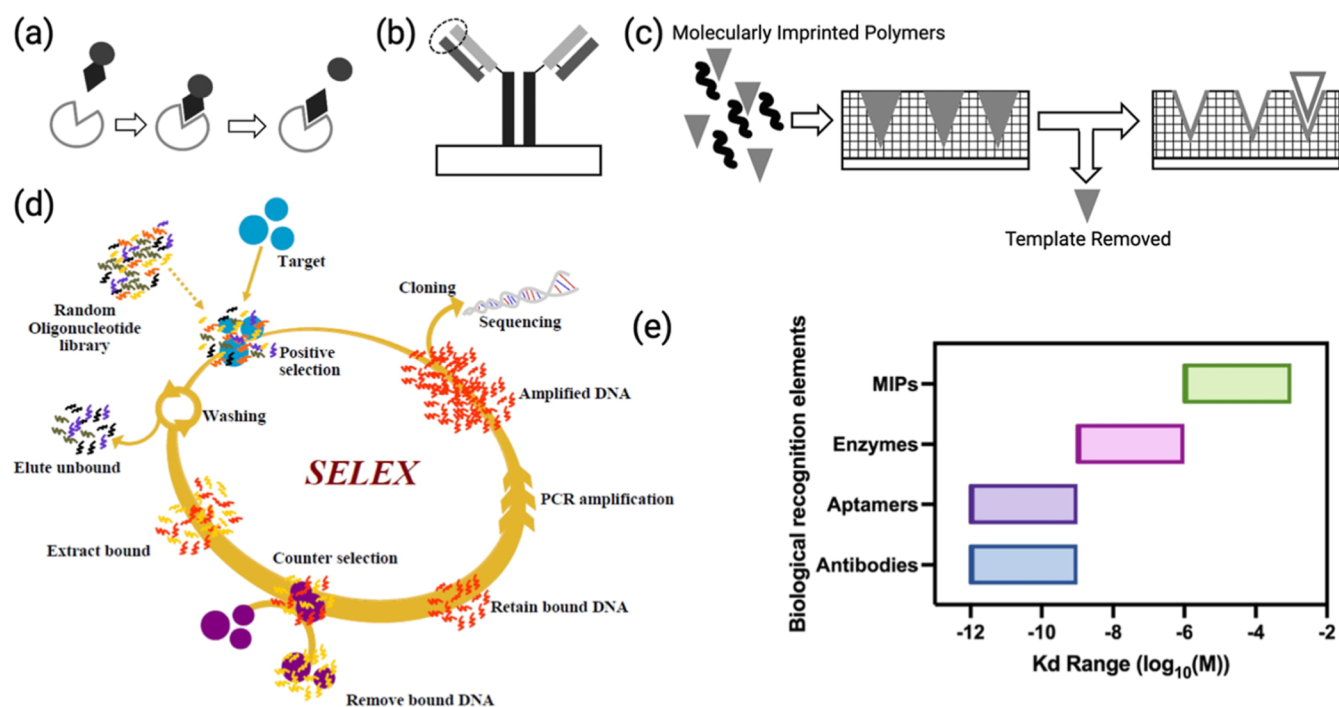 (a)
(b)
(c)
Molecularly Imprinted Polymers
Template Removed
(d)
Target
Random
Oligonucleotide
library
Positive
selection
Cloning
Sequencing
Amplified DNA
Washing
Elute unbound
SELEX
PCR amplification
Extract bound
Counter selection
Retain bound DNA
Remove bound DNA
(e)
Biological recognition elements
MIPs
Enzymes
Aptamers
Antibodies
-12 -10 -8 -6 -4 -2
Kd Range (log10(M))